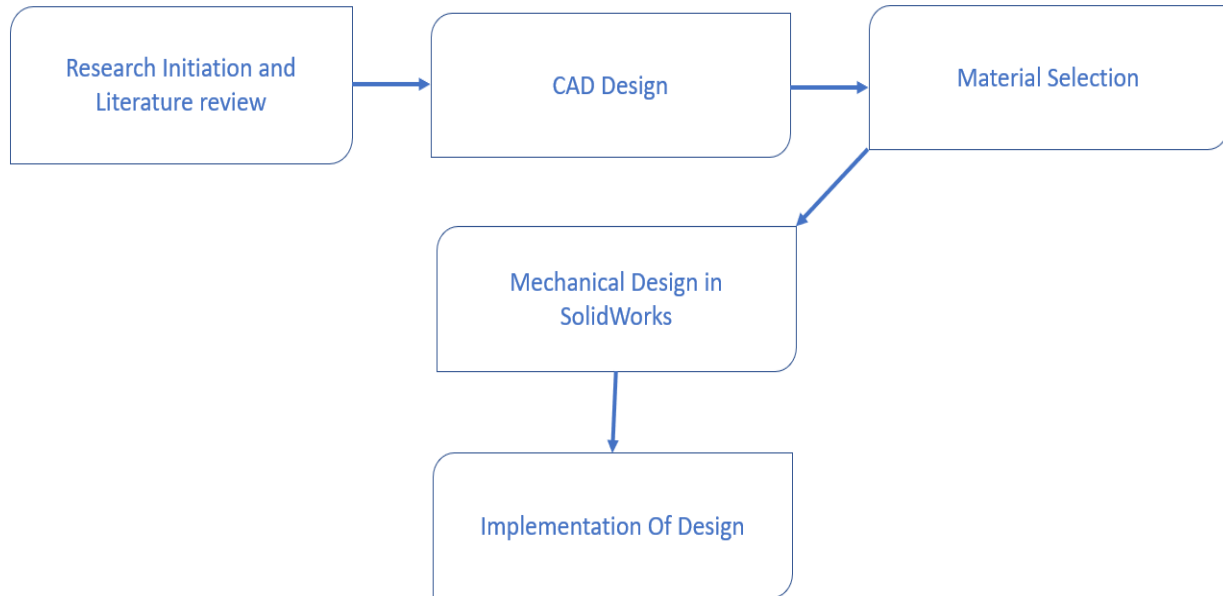 Research Initiation and
Literature review
CAD Design
Material Selection
Mechanical Design in
SolidWorks
Implementation Of Design